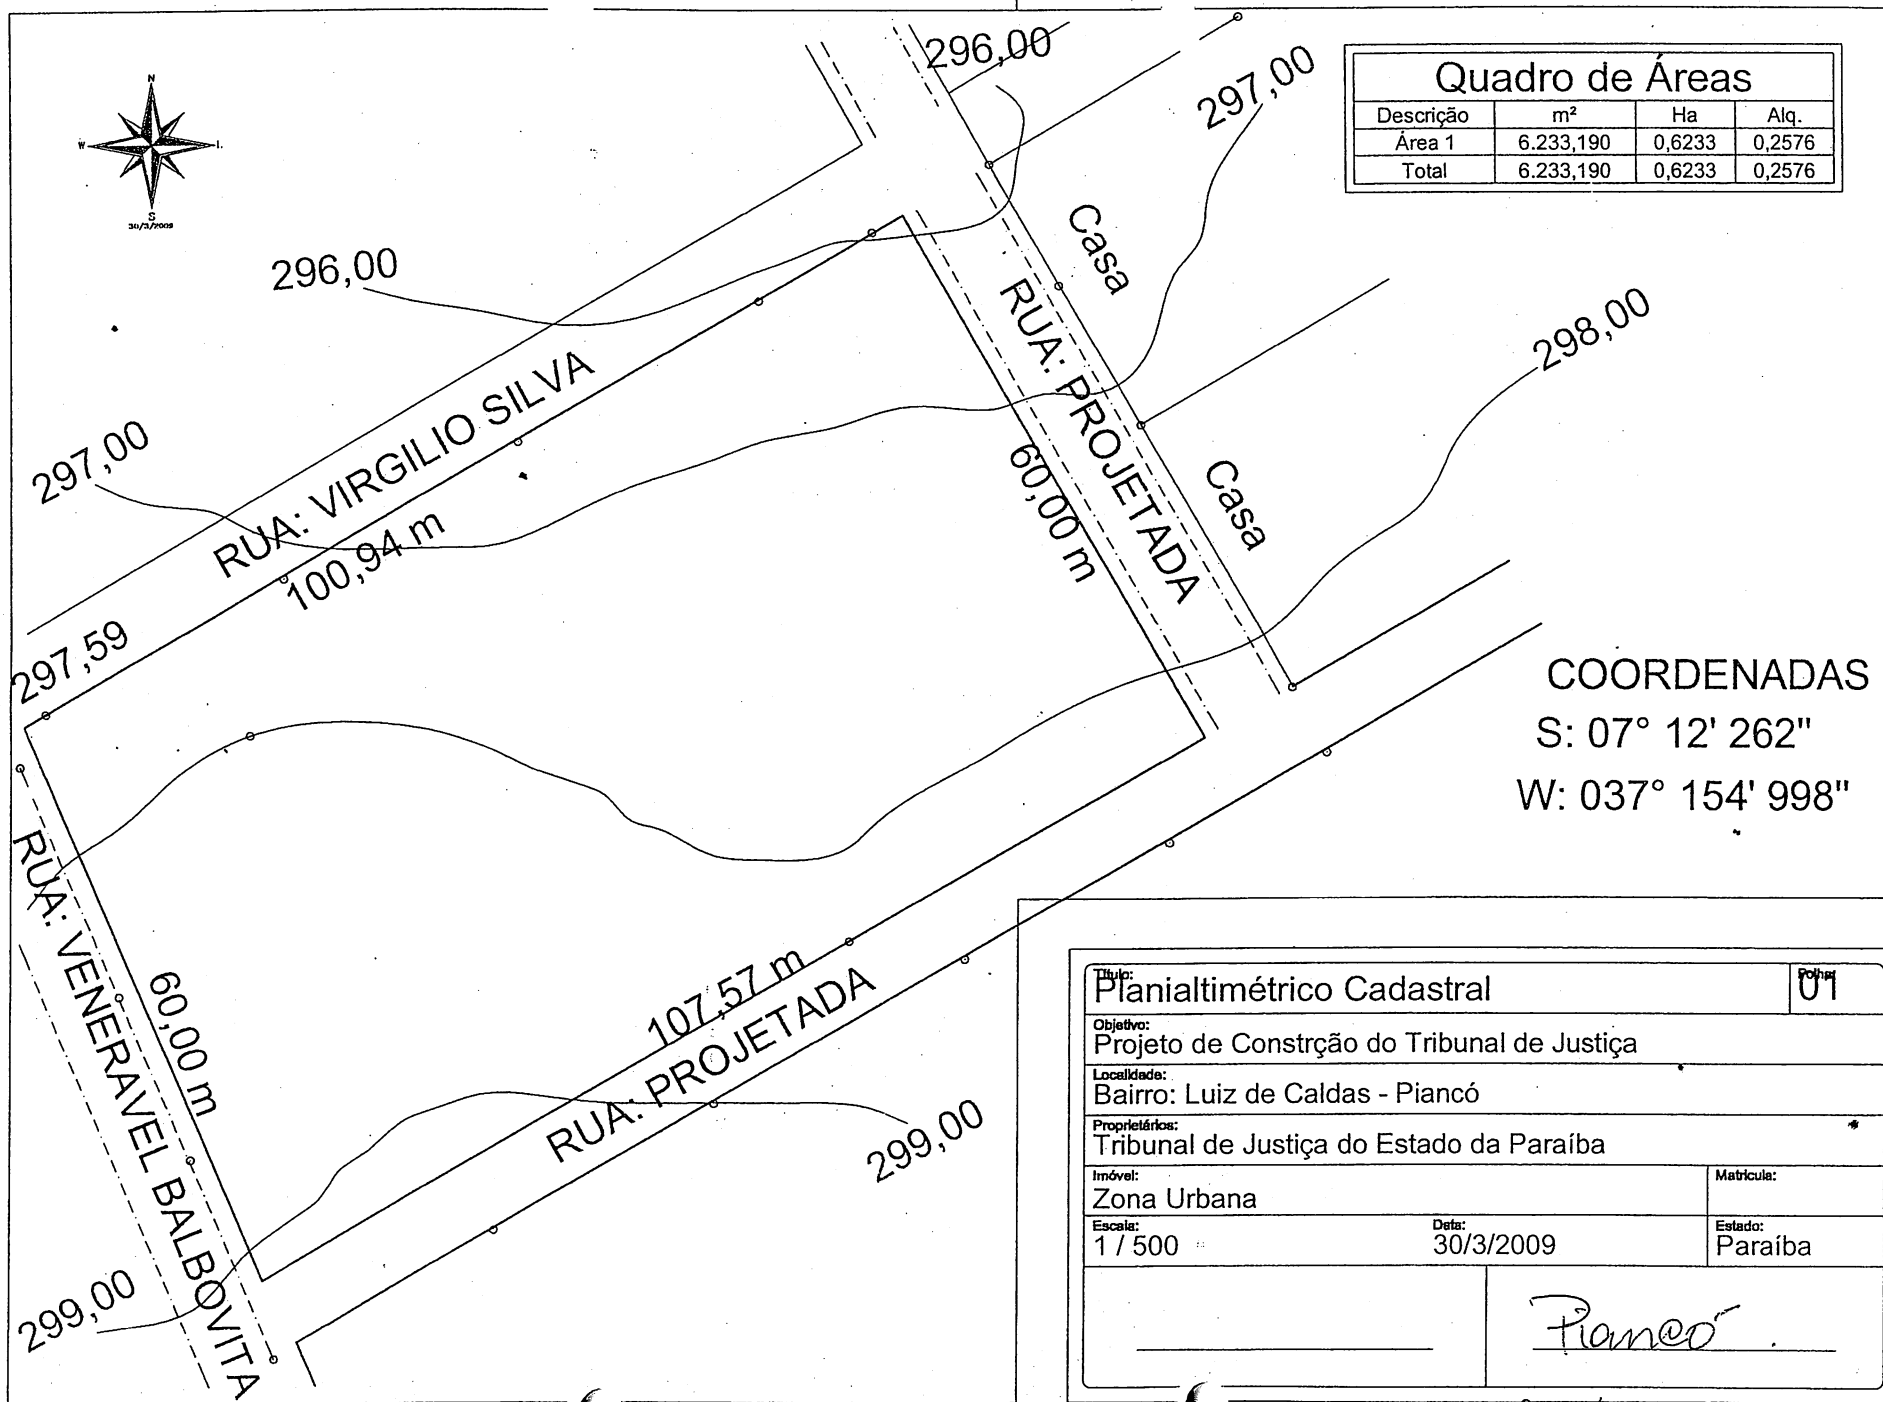 N
W
L
S
30/3/2009
296,00
297,00
Quadro de Áreas
Descrição m² Ha Alq.
Área 1 6.233,190 0,6233 0,2576
Total 6.233,190 0,6233 0,2576
296,00
Casa
RUA: PROJETADA
298,00
297,00
RUA: VIRGILIO SILVA
100,94 m
60,00 m
Casa
297,59
COORDENADAS
S: 07° 12' 262"
W: 037° 154' 998"
RUA: VENERAVEL BALBOVITA
60,00 m
107,57 m
RUA: PROJETADA
299,00
299,00
Título:
Planialtimétrico Cadastral
Folha:
01
Objetivo:
Projeto de Constrção do Tribunal de Justiça
Localidade:
Bairro: Luiz de Caldas - Piancó
Proprietários:
Tribunal de Justiça do Estado da Paraíba
Imóvel:
Zona Urbana
Matrícula:
Escala:
1 / 500
Data:
30/3/2009
Estado:
Paraíba
Piancó